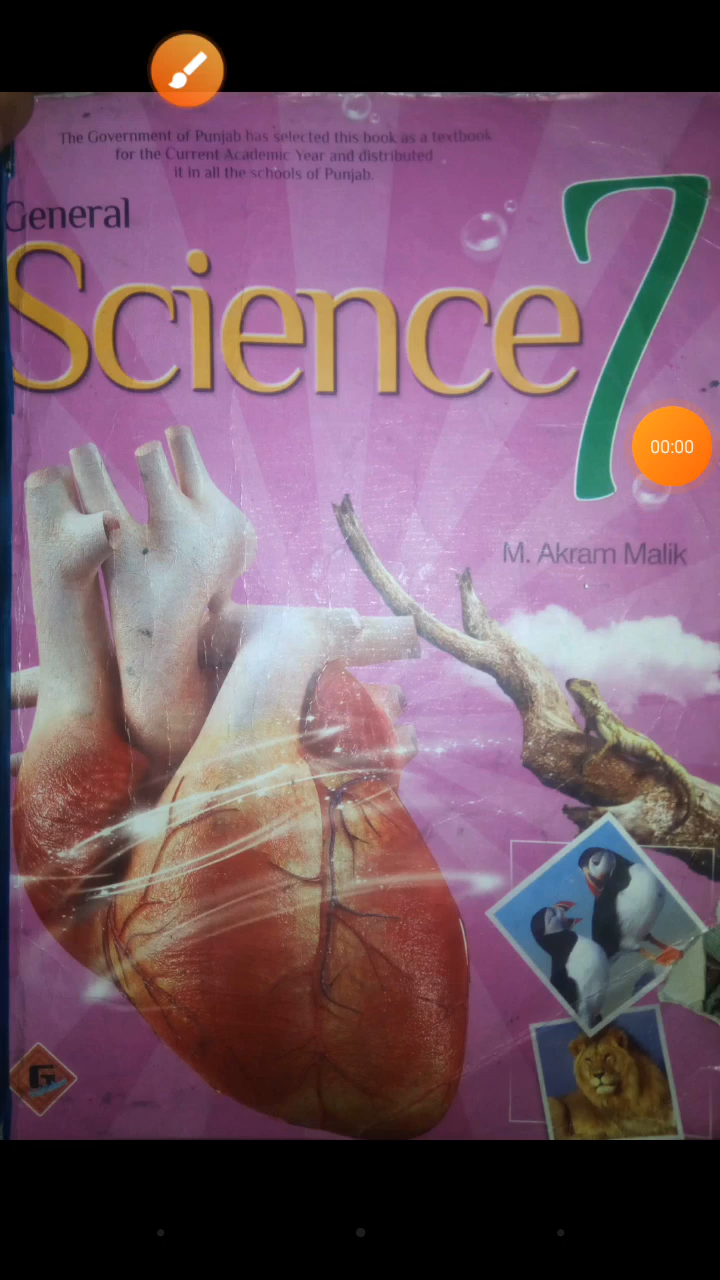 The Government of Punjab has selected this book as a textbook
for the Current Academic Year and distributed
it in all the schools of Punjab.
General
Science 7
00:00
M. Akram Malik